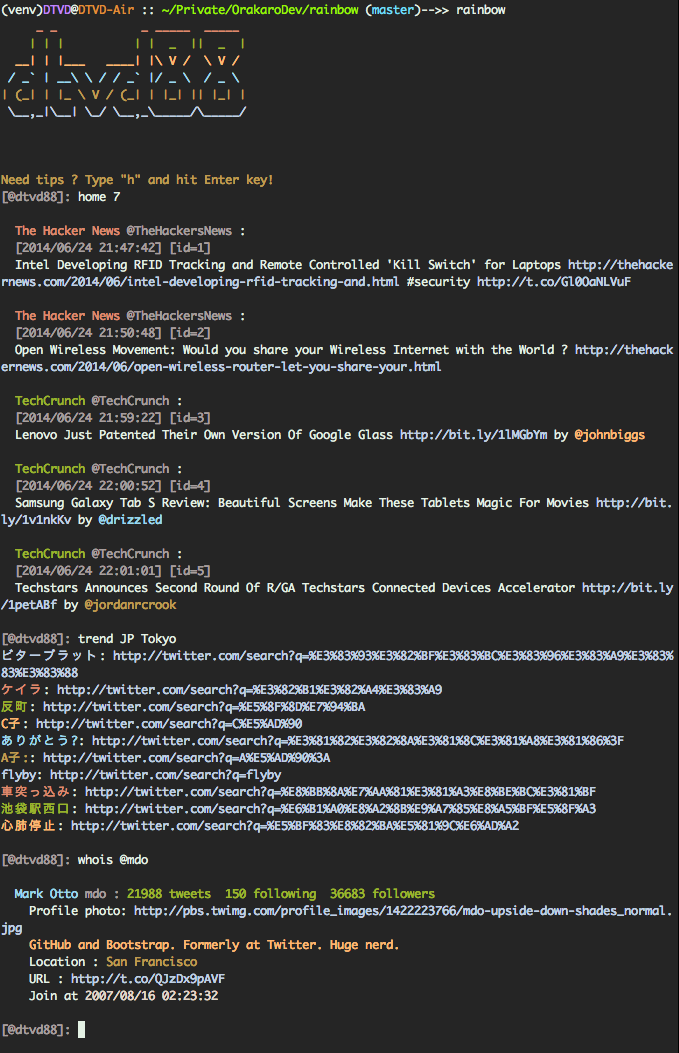 (venv)DTVD@DTVD-Air :: ~/Private/OrakaroDev/rainbow (master)-->> rainbow
dtvd88
Need tips ? Type "h" and hit Enter key!
[@dtvd88]: home 7
The Hacker News @TheHackersNews :
[2014/06/24 21:47:42] [id=1]
Intel Developing RFID Tracking and Remote Controlled 'Kill Switch' for Laptops http://thehacke
rnews.com/2014/06/intel-developing-rfid-tracking-and.html #security http://t.co/Gl0OaNLVuF
The Hacker News @TheHackersNews :
[2014/06/24 21:50:48] [id=2]
Open Wireless Movement: Would you share your Wireless Internet with the World ? http://thehack
ernews.com/2014/06/open-wireless-router-let-you-share-your.html
TechCrunch @TechCrunch :
[2014/06/24 21:59:22] [id=3]
Lenovo Just Patented Their Own Version Of Google Glass http://bit.ly/1lMGbYm by @johnbiggs
TechCrunch @TechCrunch :
[2014/06/24 22:00:52] [id=4]
Samsung Galaxy Tab S Review: Beautiful Screens Make These Tablets Magic For Movies http://bit.
ly/1v1nkKv by @drizzled
TechCrunch @TechCrunch :
[2014/06/24 22:01:01] [id=5]
Techstars Announces Second Round Of R/GA Techstars Connected Devices Accelerator http://bit.ly
/1petABf by @jordanrcrook
[@dtvd88]: trend JP Tokyo
ビターブラット: http://twitter.com/search?q=%E3%83%93%E3%82%BF%E3%83%BC%E3%83%96%E3%83%A9%E3%83%
83%E3%83%88
ケイラ: http://twitter.com/search?q=%E3%82%B1%E3%82%A4%E3%83%A9
反町: http://twitter.com/search?q=%E5%8F%8D%E7%94%BA
C子: http://twitter.com/search?q=C%E5%AD%90
ありがとう?: http://twitter.com/search?q=%E3%81%82%E3%82%8A%E3%81%8C%E3%81%A8%E3%81%86%3F
A子:: http://twitter.com/search?q=A%E5%AD%90%3A
flyby: http://twitter.com/search?q=flyby
車突っ込み: http://twitter.com/search?q=%E8%BB%8A%E7%AA%81%E3%81%A3%E8%BE%BC%E3%81%BF
池袋駅西口: http://twitter.com/search?q=%E6%B1%A0%E8%A2%8B%E9%A7%85%E8%A5%BF%E5%8F%A3
心肺停止: http://twitter.com/search?q=%E5%BF%83%E8%82%BA%E5%81%9C%E6%AD%A2
[@dtvd88]: whois @mdo
Mark Otto mdo : 21988 tweets 150 following 36683 followers
Profile photo: http://pbs.twimg.com/profile_images/1422223766/mdo-upside-down-shades_normal.
jpg
GitHub and Bootstrap. Formerly at Twitter. Huge nerd.
Location : San Francisco
URL : http://t.co/QJzDx9pAVF
Join at 2007/08/16 02:23:32
[@dtvd88]: